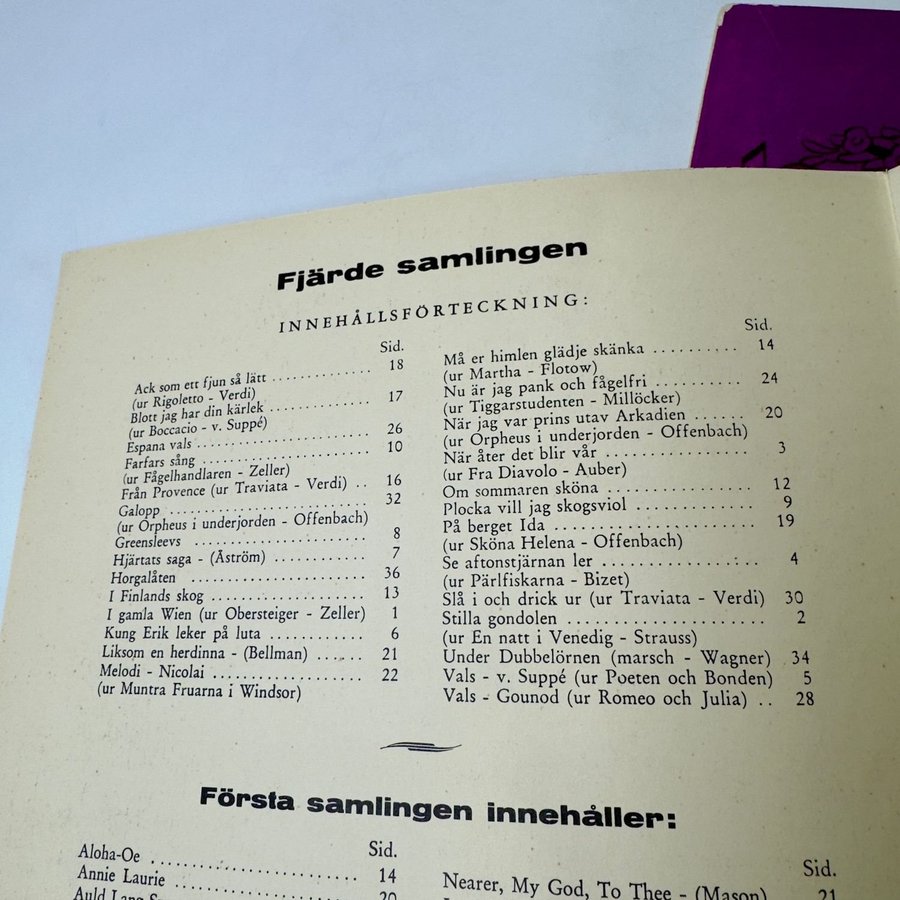 Fjärde samlingen
INNEHÅLLSFÖRTECKNING:
Sid.
Ack som ett fjun så lätt . . . . . . . . . . . . . 18
(ur Rigoletto - Verdi)
Blott jag har din kärlek . . . . . . . . . . . . . 17
(ur Boccacio - v. Suppé)
Espana vals . . . . . . . . . . . . . . . . . . . . . . 26
Farfars sång . . . . . . . . . . . . . . . . . . . . . 10
(ur Fågelhandlaren - Zeller)
Från Provence (ur Traviata - Verdi) . . 16
Galopp . . . . . . . . . . . . . . . . . . . . . . . . . 32
(ur Orpheus i underjorden - Offenbach)
Greensleevs . . . . . . . . . . . . . . . . . . . . . 8
Hjärtats saga - (Åström) . . . . . . . . . . . . 7
Horgalåten . . . . . . . . . . . . . . . . . . . . . . 36
I Finlands skog . . . . . . . . . . . . . . . . . . . 13
I gamla Wien (ur Obersteiger - Zeller) 1
Kung Erik leker på luta . . . . . . . . . . . . 6
Liksom en herdinna - (Bellman) . . . . . . 21
Melodi - Nicolai . . . . . . . . . . . . . . . . . . 22
(ur Muntra Fruarna i Windsor)
Sid.
Må er himlen glädje skänka . . . . . . . . . . 14
(ur Martha - Flotow)
Nu är jag pank och fågelfri . . . . . . . . . . 24
(ur Tiggarstudenten - Millöcker)
När jag var prins utav Arkadien . . . . . . 20
(ur Orpheus i underjorden - Offenbach)
När åter det blir vår . . . . . . . . . . . . . . . . 3
(ur Fra Diavolo - Auber)
Om sommaren sköna . . . . . . . . . . . . . . . 12
Plocka vill jag skogsviol . . . . . . . . . . . . 9
På berget Ida . . . . . . . . . . . . . . . . . . . . . 19
(ur Sköna Helena - Offenbach)
Se aftonstjärnan ler . . . . . . . . . . . . . . . . 4
(ur Pärlfiskarna - Bizet)
Slå i och drick ur (ur Traviata - Verdi) 30
Stilla gondolen . . . . . . . . . . . . . . . . . . . . 2
(ur En natt i Venedig - Strauss)
Under Dubbelörnen (marsch - Wagner) 34
Vals - v. Suppé (ur Poeten och Bonden) 5
Vals - Gounod (ur Romeo och Julia) . . 28
Första samlingen innehåller:
Sid.
Aloha-Oe . . . . . . . . . . . . . . . . . . . . . . . 14
Annie Laurie . . . . . . . . . . . . . . . . . . . . 20
Auld Lang
Sid.
Nearer, My God, To Thee - (Mason) 21